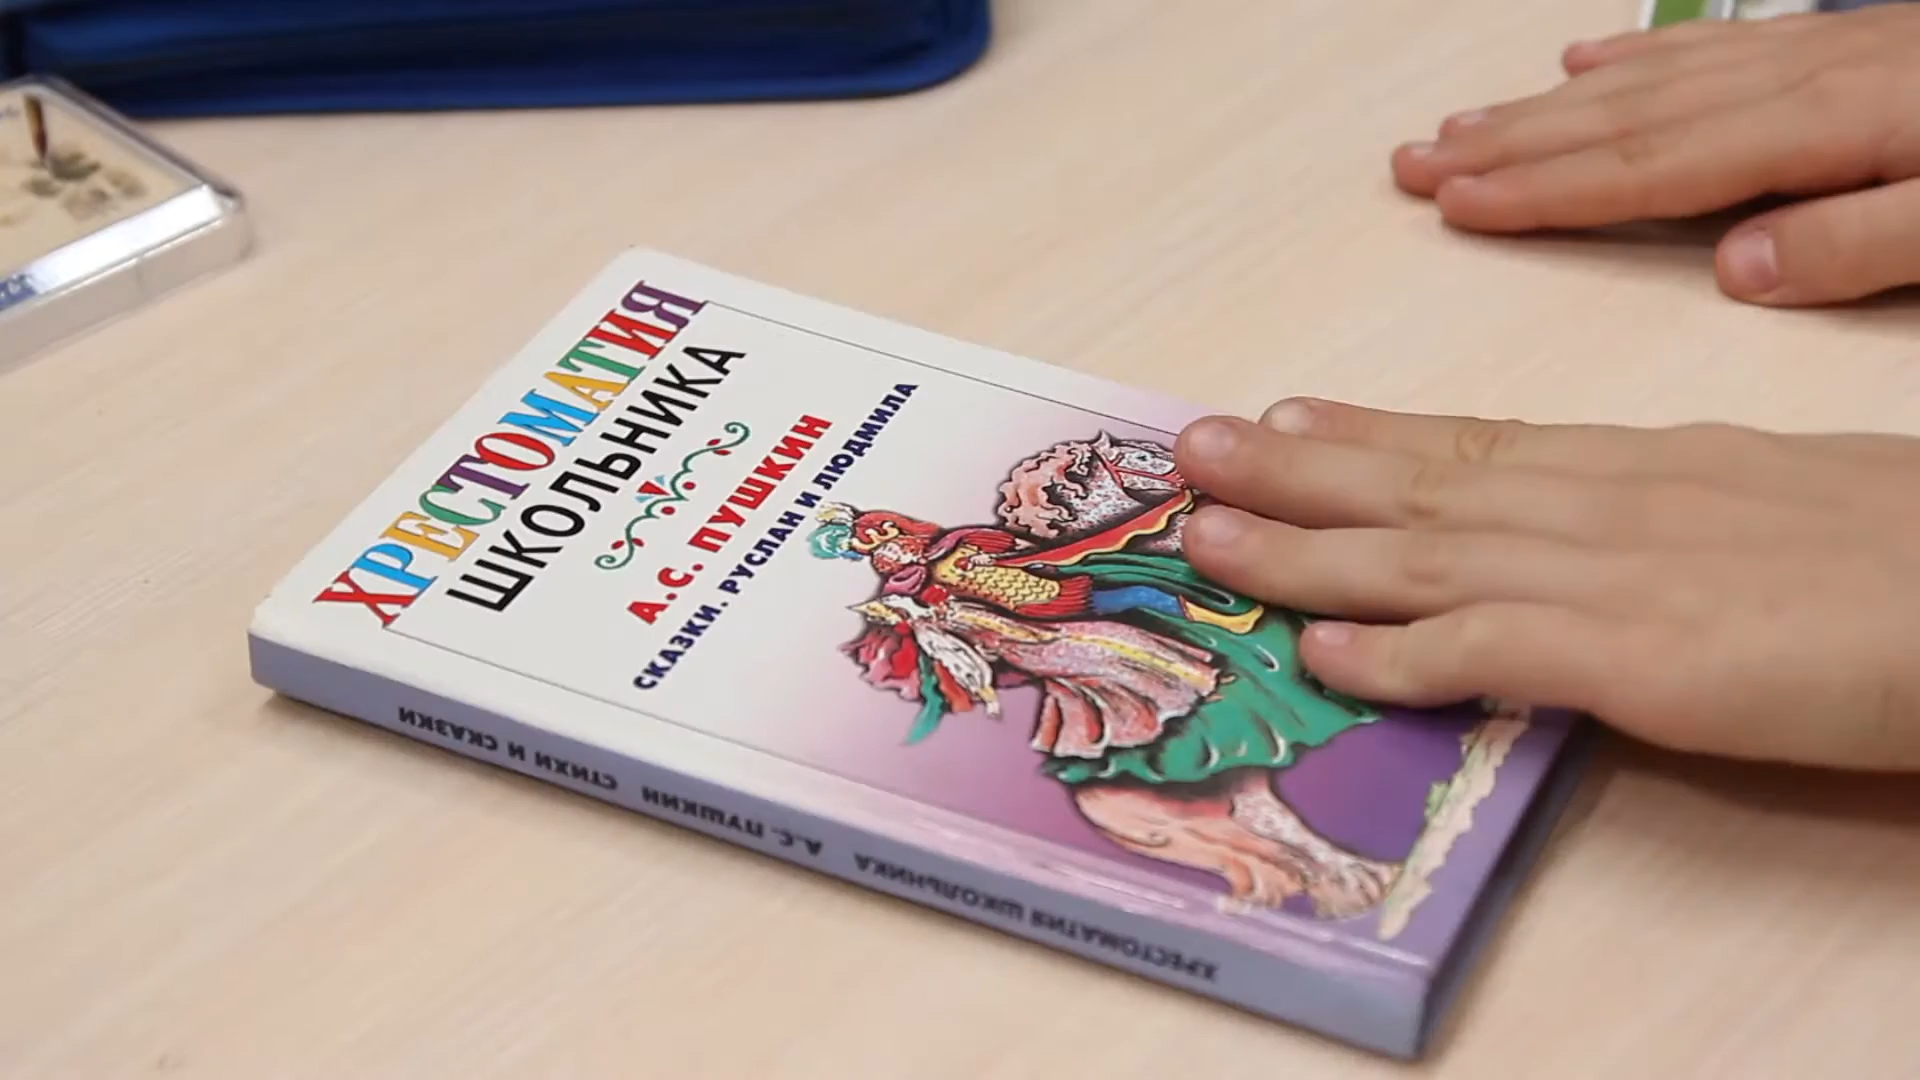 ХРЕСТОМАТИЯ
ШКОЛЬНИКА
А.С. ПУШКИН
СКАЗКИ. РУСЛАН И ЛЮДМИЛА
ХРЕСТОМАТИЯ ШКОЛЬНИКА А.С. ПУШКИН СТИХИ И СКАЗКИ